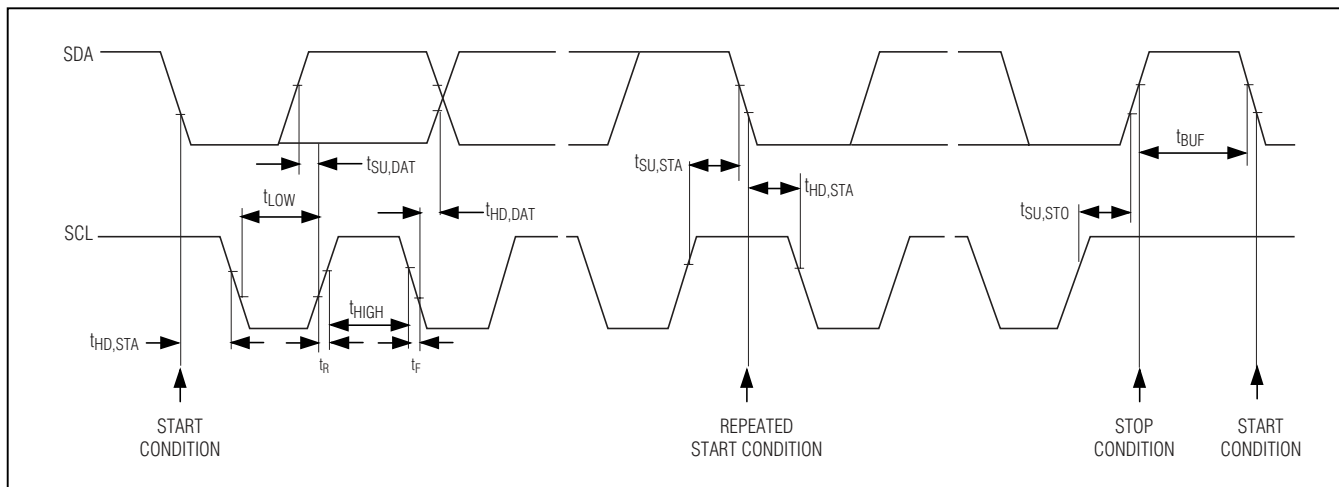 SDA
tSU,DAT
tSU,STA
tBUF
tLOW
tHD,DAT
tHD,STA
tSU,STO
SCL
tHIGH
tHD,STA
tR
tF
START
CONDITION
REPEATED
START CONDITION
STOP
CONDITION
START
CONDITION